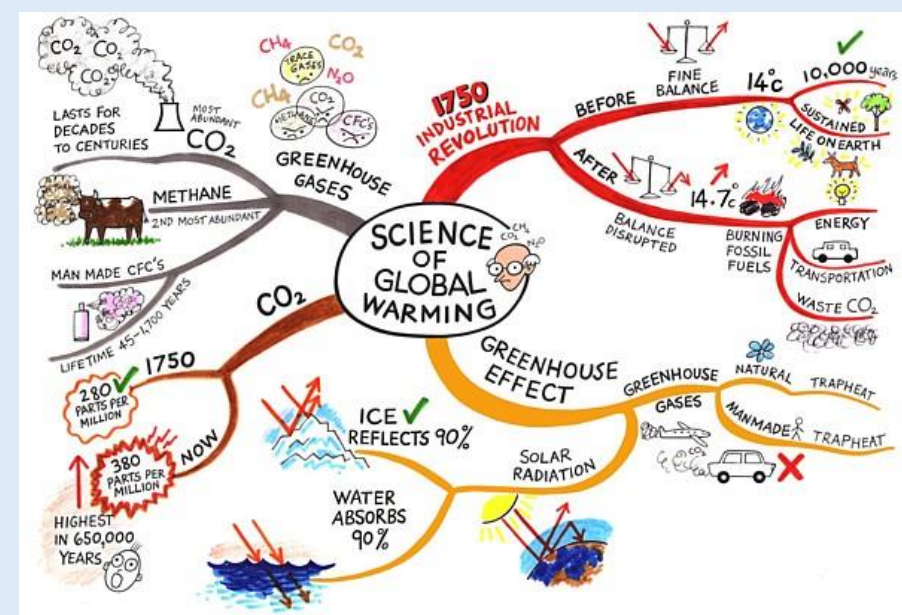 SCIENCE
OF
GLOBAL
WARMING
CH4
CO2
N2O
1750
INDUSTRIAL
REVOLUTION
BEFORE
FINE
BALANCE
14°C
10,000 years
SUSTAINED
LIFE ON EARTH
AFTER
BALANCE
DISRUPTED
14.7°C
BURNING
FOSSIL
FUELS
ENERGY
TRANSPORTATION
WASTE CO2
GREENHOUSE
EFFECT
GREENHOUSE
GASES
NATURAL
TRAPHEAT
MANMADE
TRAPHEAT
SOLAR
RADIATION
ICE
REFLECTS 90%
WATER
ABSORBS
90%
CO2
1750
280
PARTS PER
MILLION
NOW
380
PARTS PER
MILLION
HIGHEST
IN 650,000
YEARS
GREENHOUSE
GASES
CH4
CO2
TRACE
GASES
N2O
CH4
CO2
METHANE
CFC'S
CO2
CO2
CO2
MOST
ABUNDANT
CO2
LASTS FOR
DECADES
TO CENTURIES
METHANE
2ND MOST ABUNDANT
MAN MADE CFC'S
LIFETIME 45-1,700 YEARS